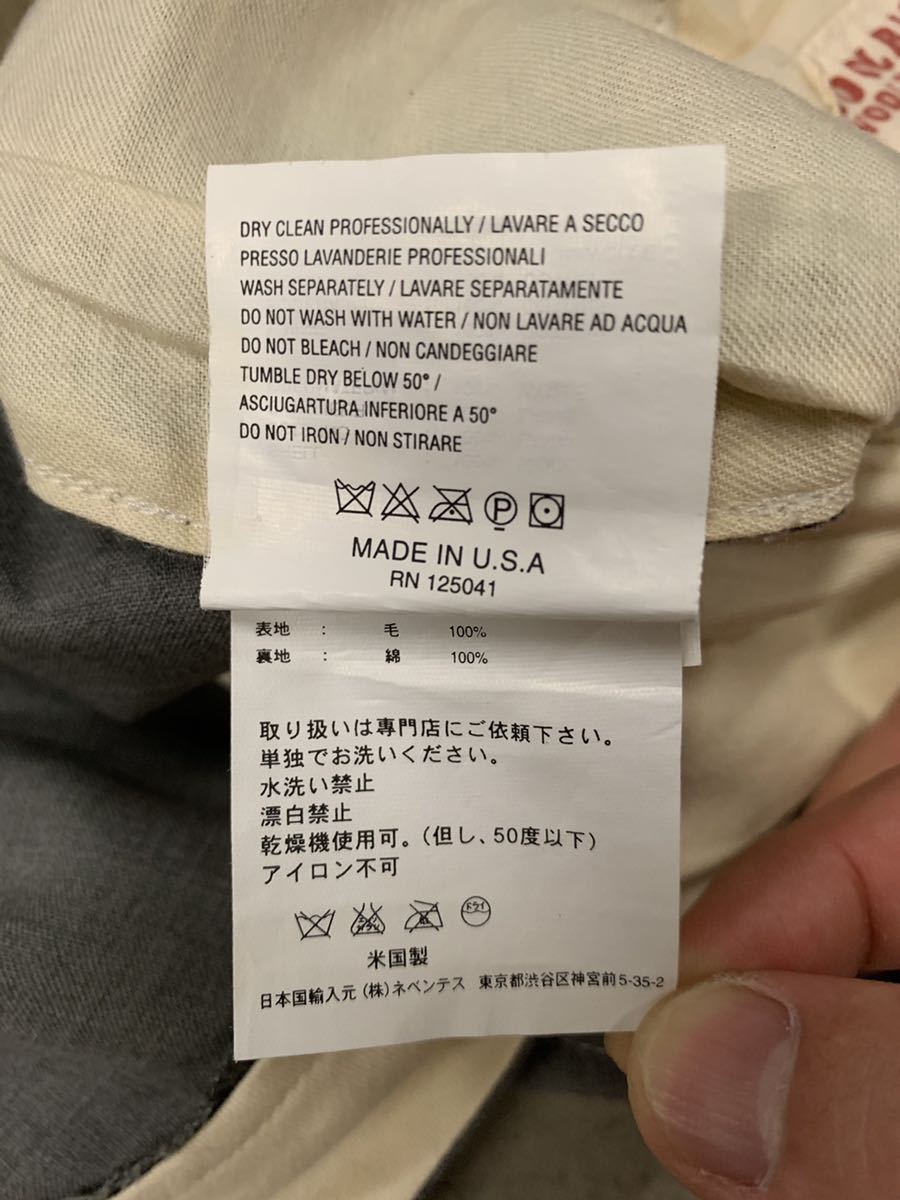 DRY CLEAN PROFESSIONALLY / LAVARE A SECCO
PRESSO LAVANDERIE PROFESSIONALI
WASH SEPARATELY / LAVARE SEPARATAMENTE
DO NOT WASH WITH WATER / NON LAVARE AD ACQUA
DO NOT BLEACH / NON CANDEGGIARE
TUMBLE DRY BELOW 50° /
ASCIUGARTURA INFERIORE A 50°
DO NOT IRON / NON STIRARE
P
MADE IN U.S.A
RN 125041
表地 : 毛 100%
裏地 : 綿 100%
取り扱いは専門店にご依頼下さい。
単独でお洗いください。
水洗い禁止
漂白禁止
乾燥機使用可。(但し、50度以下)
アイロン不可
ドライ
米国製
日本国輸入元 (株)ネペンテス 東京都渋谷区神宮前5-35-2